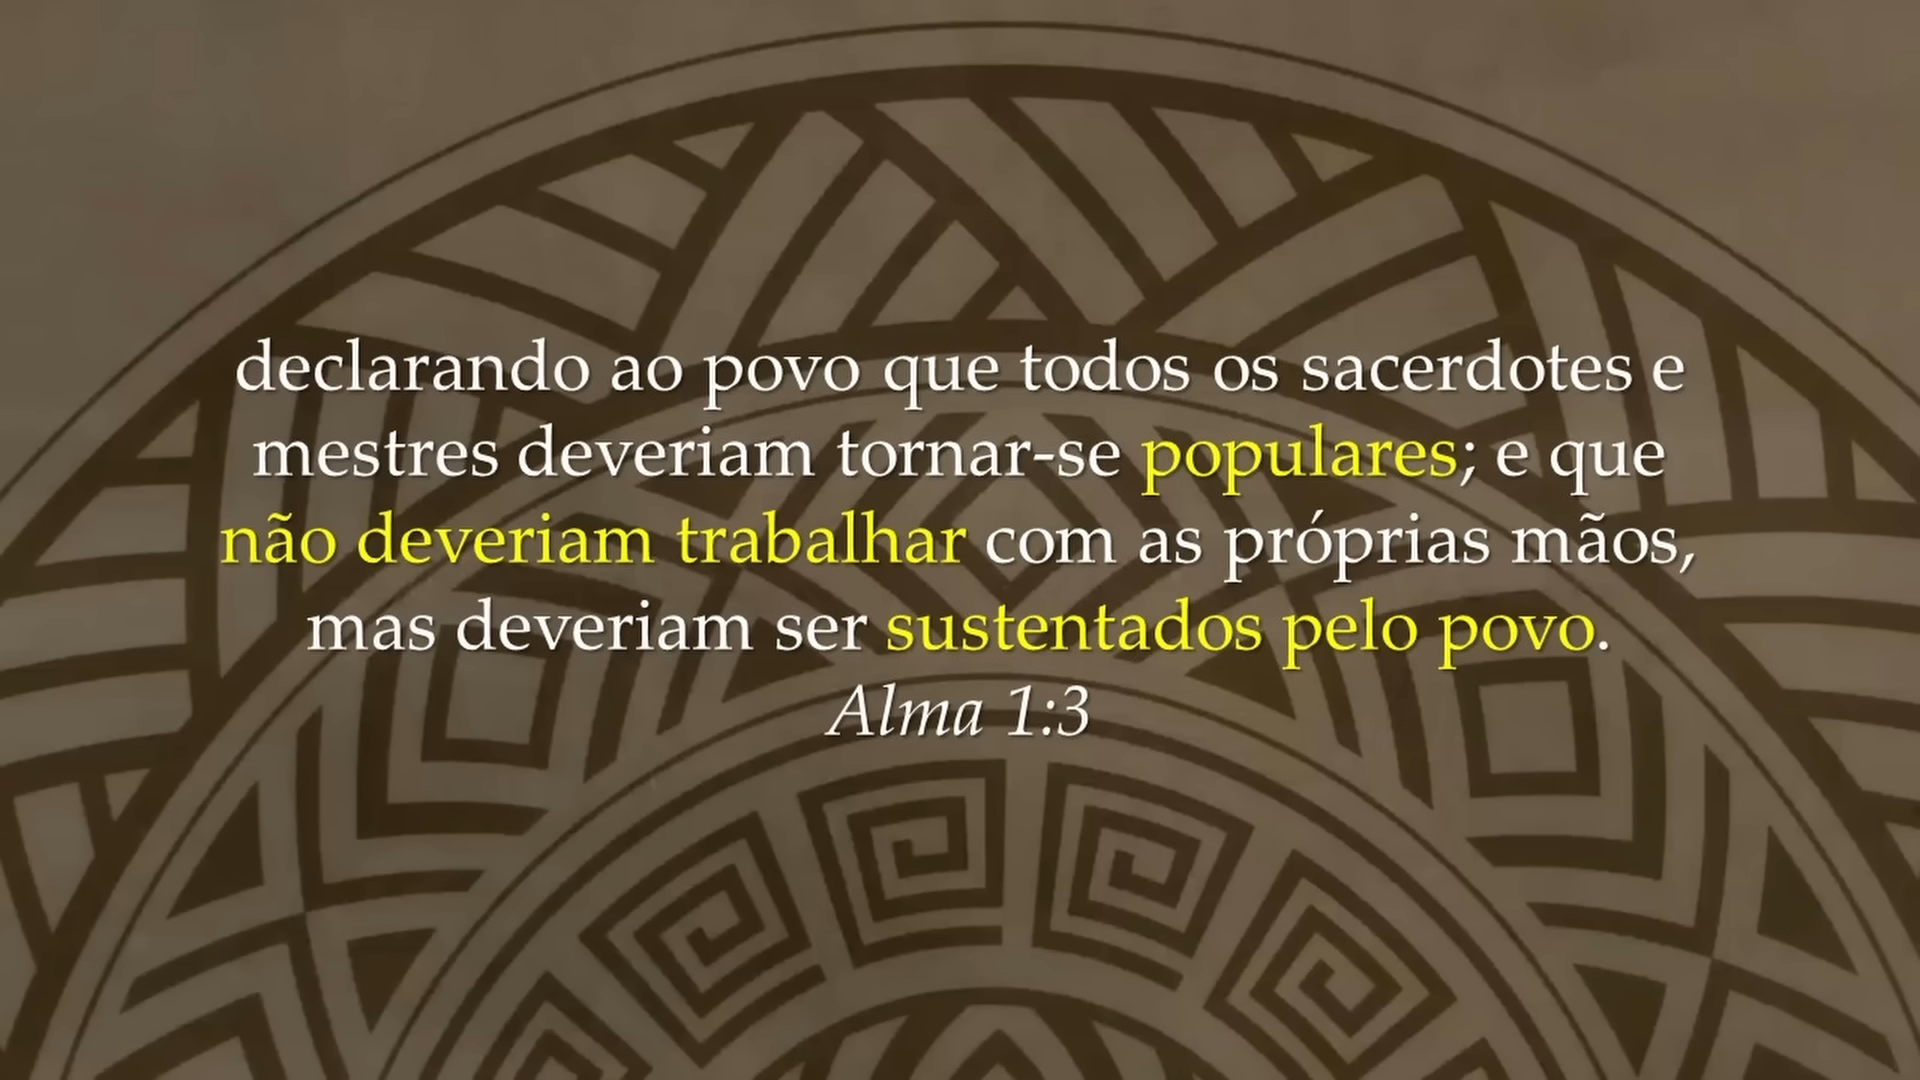 declarando ao povo que todos os sacerdotes e
mestres deveriam tornar-se populares; e que
não deveriam trabalhar com as próprias mãos,
mas deveriam ser sustentados pelo povo.
Alma 1:3